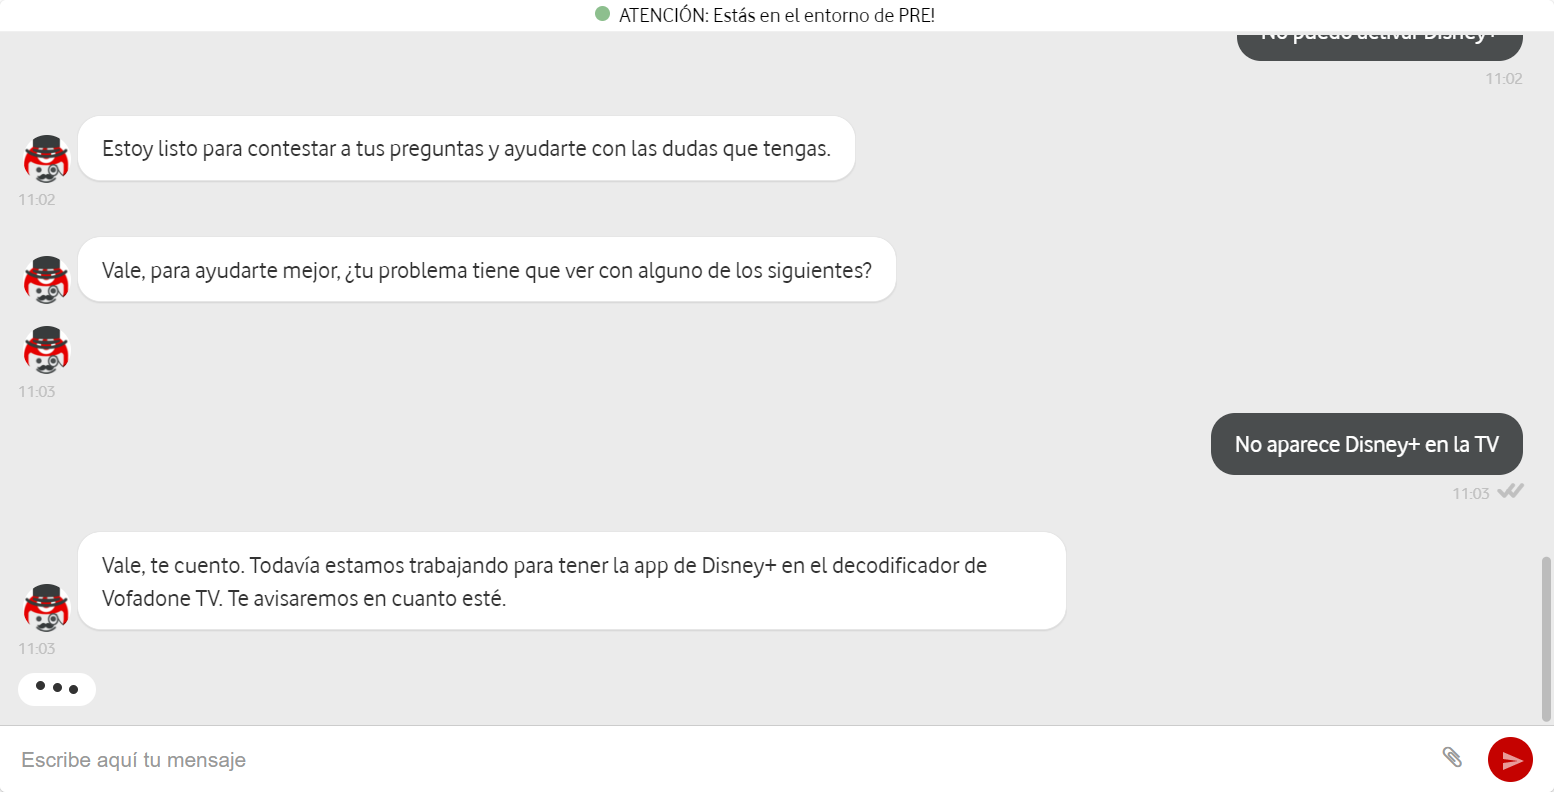 ATENCIÓN: Estás en el entorno de PRE!
No puedo activar Disney+
11:02
Estoy listo para contestar a tus preguntas y ayudarte con las dudas que tengas.
11:02
Vale, para ayudarte mejor, ¿tu problema tiene que ver con alguno de los siguientes?
11:03
No aparece Disney+ en la TV
11:03
Vale, te cuento. Todavía estamos trabajando para tener la app de Disney+ en el decodificador de
Vofadone TV. Te avisaremos en cuanto esté.
11:03
Escribe aquí tu mensaje